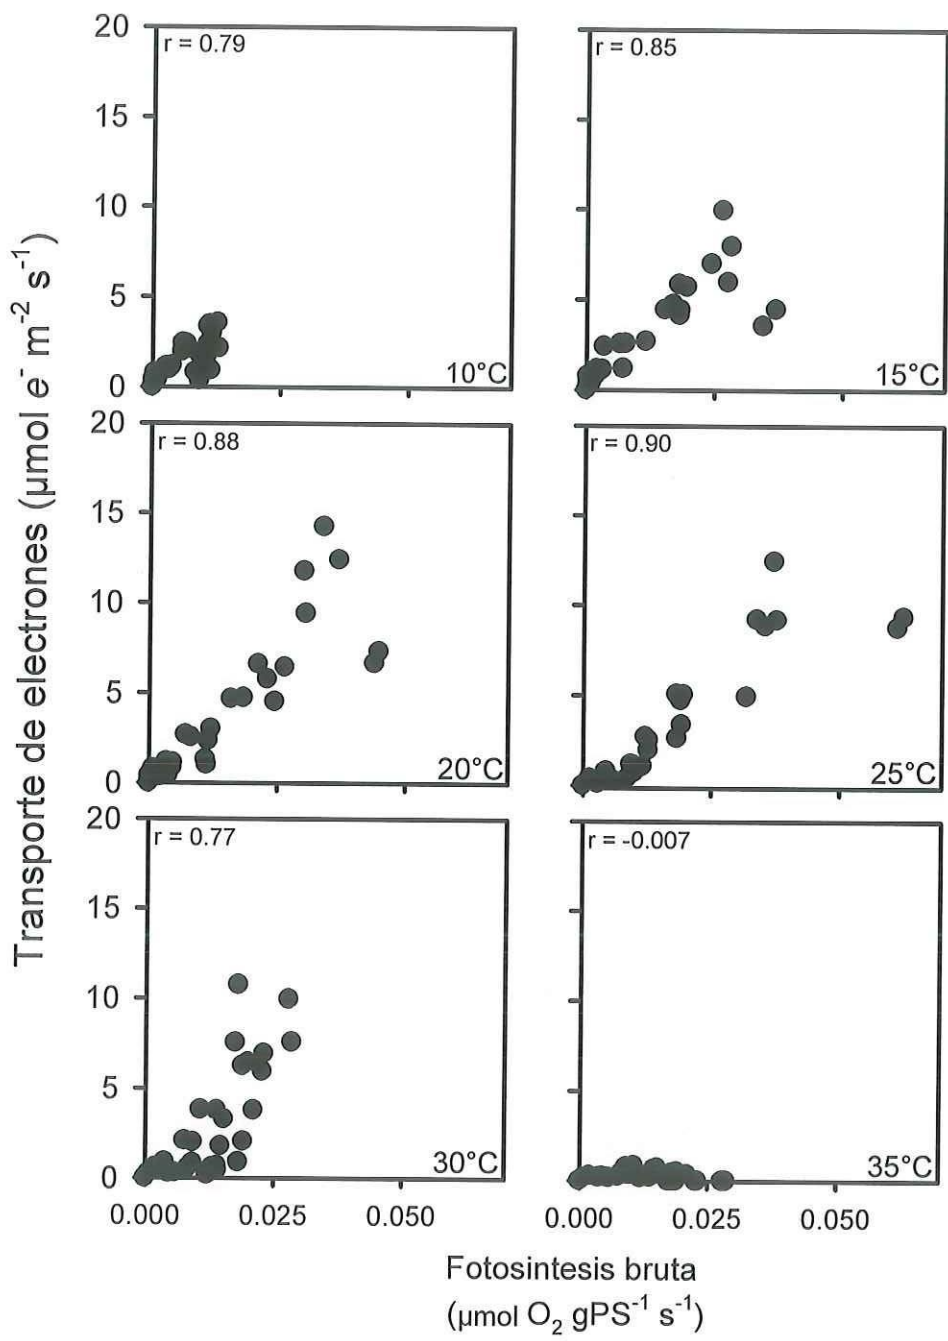 Transporte de electrones (µmol e⁻ m⁻² s⁻¹)
20
15
10
5
0
r = 0.79
10°C
r = 0.85
15°C
20
15
10
5
0
r = 0.88
20°C
r = 0.90
25°C
20
15
10
5
0
r = 0.77
30°C
r = -0.007
35°C
0.000 0.025 0.050
0.000 0.025 0.050
Fotosintesis bruta
(µmol O₂ gPS⁻¹ s⁻¹)